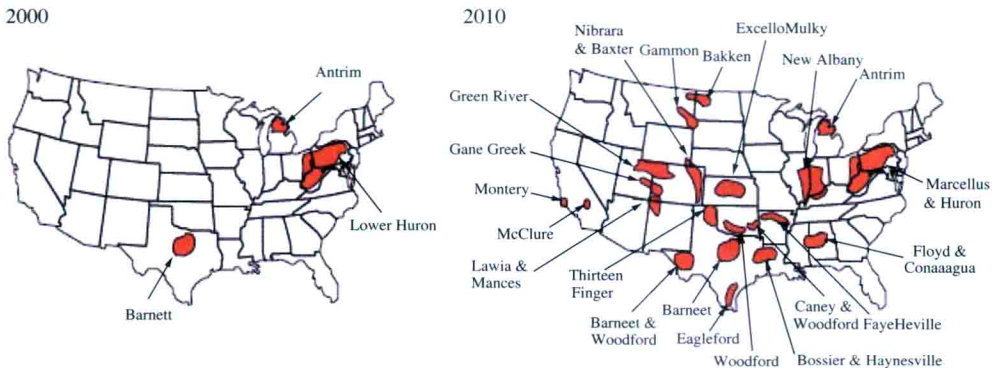 2000
Antrim
Lower Huron
Barnett
2010
Nibrara
& Baxter
Gammon
Bakken
ExcelloMulky
New Albany
Antrim
Green River
Gane Greek
Montery
McClure
Lawia &
Mances
Thirteen
Finger
Barneet &
Woodford
Barneet
Eagleford
Woodford
Bossier & Haynesville
Caney &
Woodford
FayeHeville
Floyd &
Conaaagua
Marcellus
& Huron